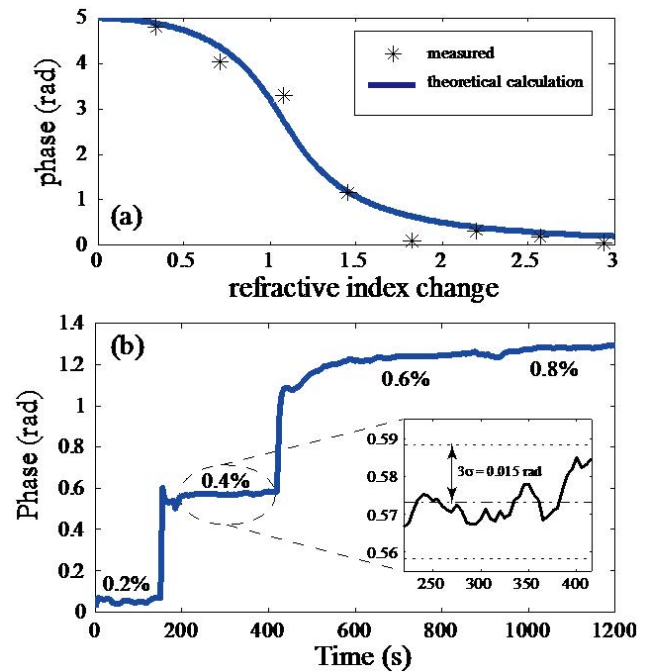 5
4
3
2
1
0
phase (rad)
measured
theoretical calculation
(a)
0 0.5 1 1.5 2 2.5 3
refractive index change
1.4
1.2
1
0.8
0.6
0.4
0.2
0
Phase (rad)
(b)
0.6% 0.8%
0.4%
0.2%
0.59
0.58
0.57
0.56
3σ = 0.015 rad
250 300 350 400
0 200 400 600 800 1000 1200
Time (s)